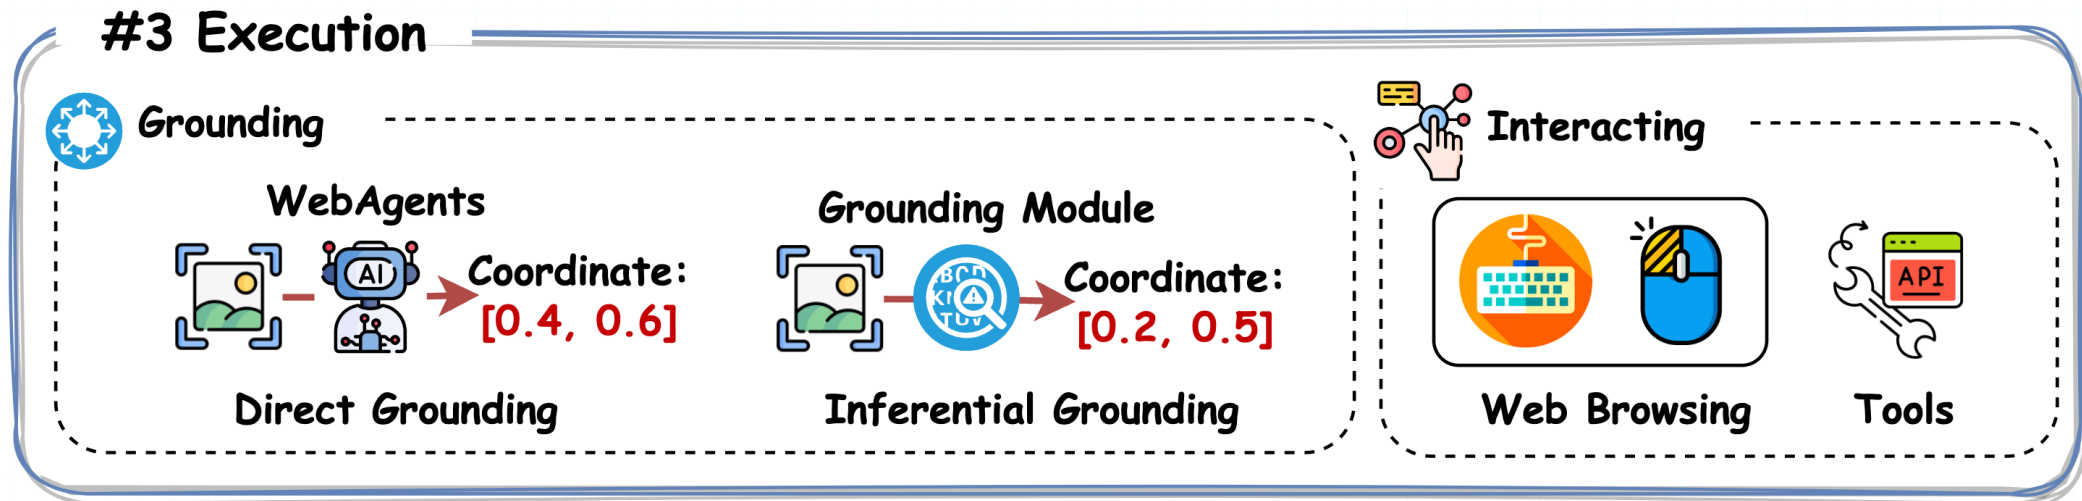 #3 Execution
Grounding
WebAgents
AI
Coordinate:
[0.4, 0.6]
Direct Grounding
Grounding Module
Coordinate:
[0.2, 0.5]
Inferential Grounding
Interacting
API
Web Browsing
Tools